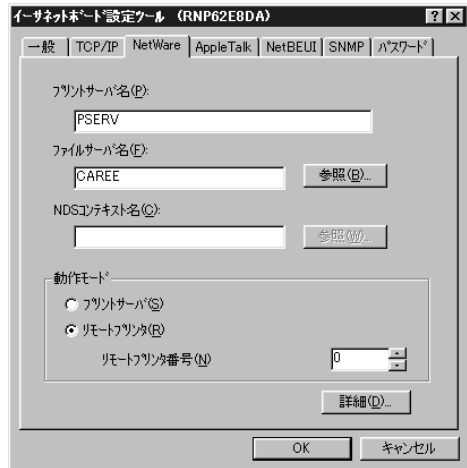 ｲｰｻﾈｯﾄﾎﾞｰﾄﾞ設定ﾂｰﾙ (RNP62E8DA)
一般 TCP/IP NetWare AppleTalk NetBEUI SNMP ﾊﾟｽﾜｰﾄﾞ
ﾌﾟﾘﾝﾄｻｰﾊﾞ名(P):
PSERV
ﾌｧｲﾙｻｰﾊﾞ名(F):
CAREE 参照(B)...
NDSｺﾝﾃｷｽﾄ名(C):
参照(W)...
動作ﾓｰﾄﾞ
ﾌﾟﾘﾝﾄｻｰﾊﾞ(S)
ﾘﾓｰﾄﾌﾟﾘﾝﾀ(R)
ﾘﾓｰﾄﾌﾟﾘﾝﾀ番号(N) 0
詳細(D)...
OK ｷｬﾝｾﾙ